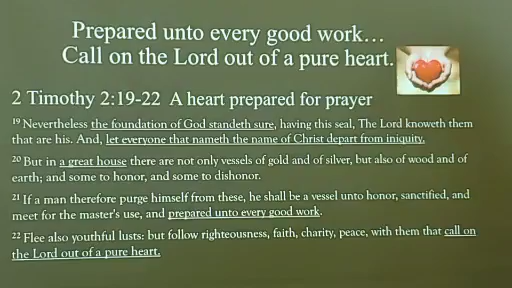 Prepared unto every good work…
Call on the Lord out of a pure heart.
2 Timothy 2:19-22 A heart prepared for prayer
19 Nevertheless the foundation of God standeth sure, having this seal, The Lord knoweth them
that are his. And, let everyone that nameth the name of Christ depart from iniquity.
20 But in a great house there are not only vessels of gold and of silver, but also of wood and of
earth; and some to honor, and some to dishonor.
21 If a man therefore purge himself from these, he shall be a vessel unto honor, sanctified, and
meet for the master's use, and prepared unto every good work.
22 Flee also youthful lusts: but follow righteousness, faith, charity, peace, with them that call on
the Lord out of a pure heart.